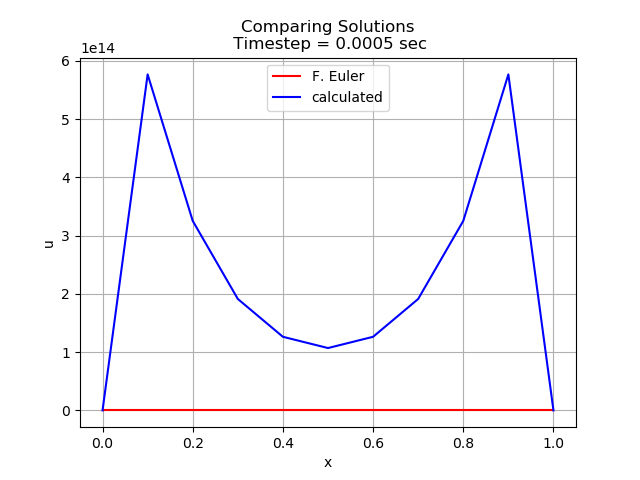 Comparing Solutions
Timestep = 0.0005 sec
1e14
F. Euler
calculated
6
5
4
3
2
1
0
u
0.0 0.2 0.4 0.6 0.8 1.0
x